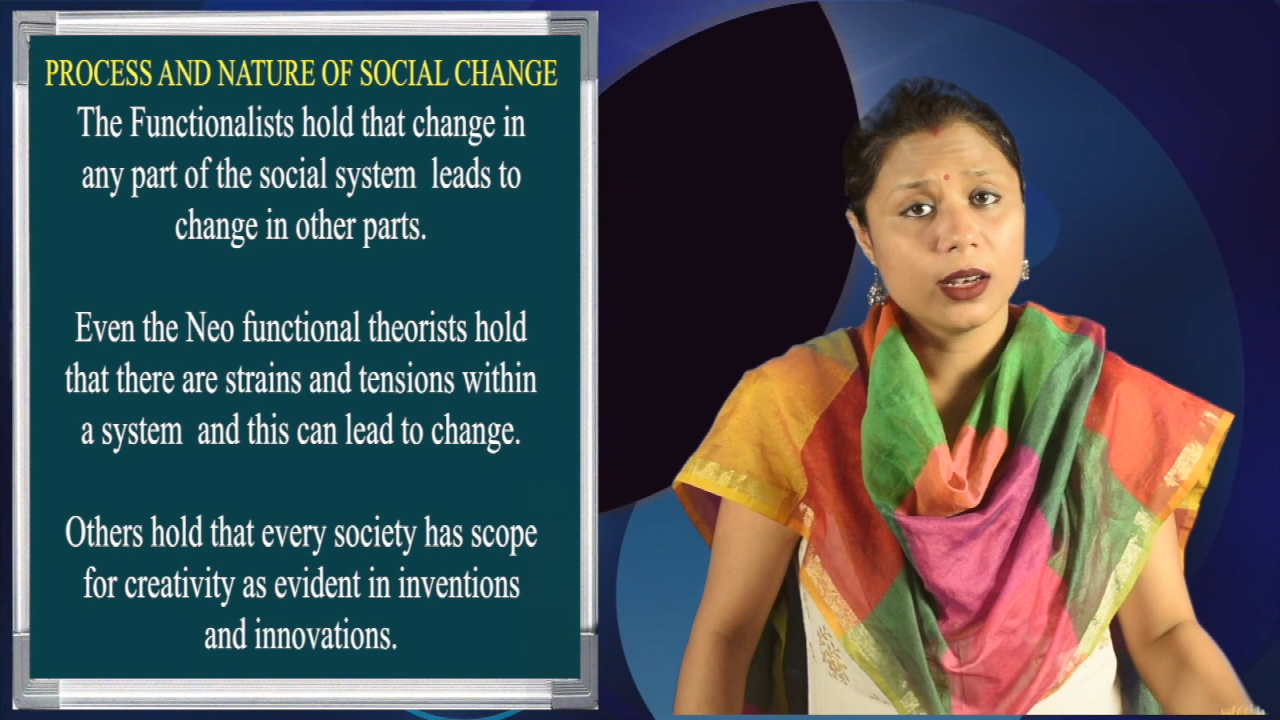 PROCESS AND NATURE OF SOCIAL CHANGE
The Functionalists hold that change in
any part of the social system leads to
change in other parts.
Even the Neo functional theorists hold
that there are strains and tensions within
a system and this can lead to change.
Others hold that every society has scope
for creativity as evident in inventions
and innovations.